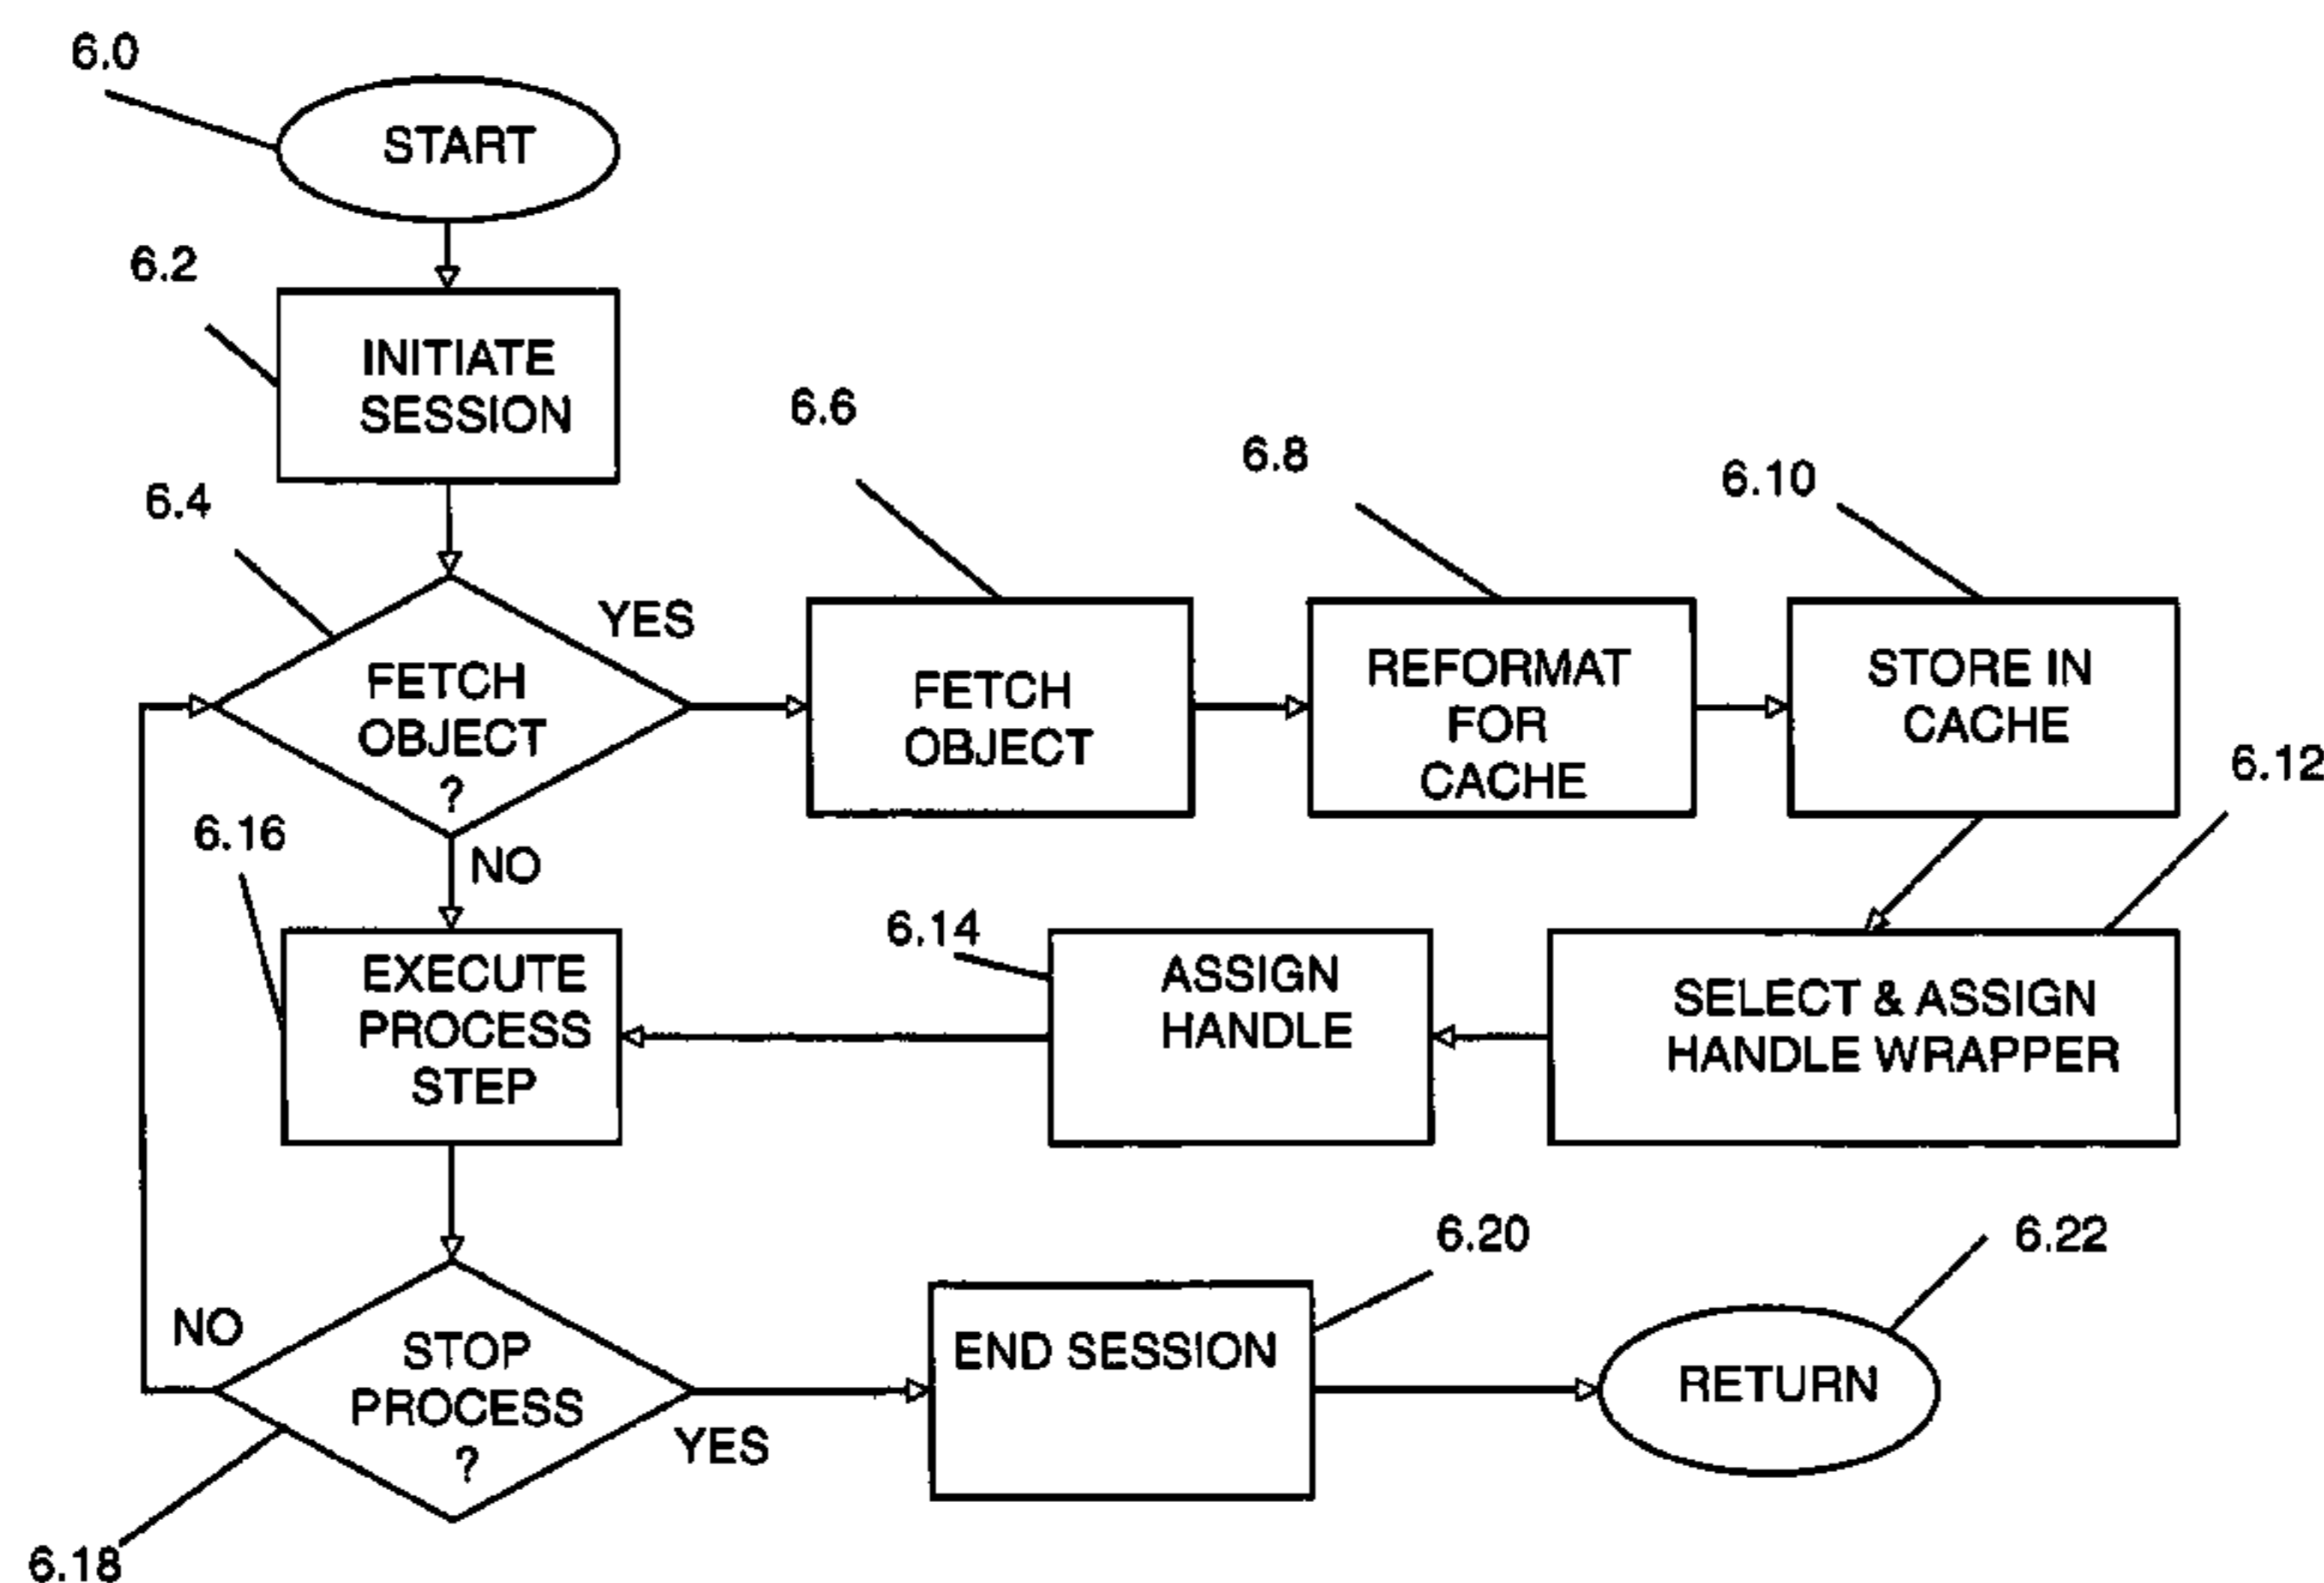 6.0
START
6.2
INITIATE
SESSION
6.4
FETCH
OBJECT
?
YES
NO
6.6
FETCH
OBJECT
6.8
REFORMAT
FOR
CACHE
6.10
STORE IN
CACHE
6.12
SELECT & ASSIGN
HANDLE WRAPPER
6.14
ASSIGN
HANDLE
6.16
EXECUTE
PROCESS
STEP
NO
STOP
PROCESS
?
YES
6.18
6.20
END SESSION
6.22
RETURN